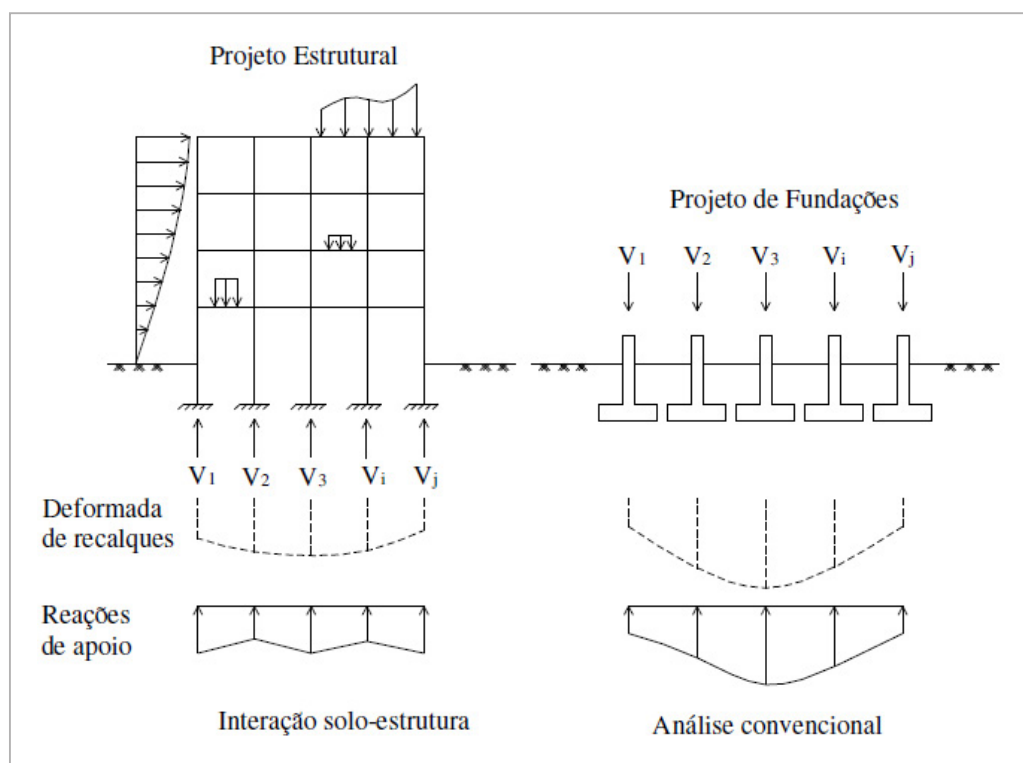 Projeto Estrutural
Projeto de Fundações
V1 V2 V3 Vi Vj
V1 V2 V3 Vi Vj
Deformada
de recalques
Reações
de apoio
Interação solo-estrutura
Análise convencional